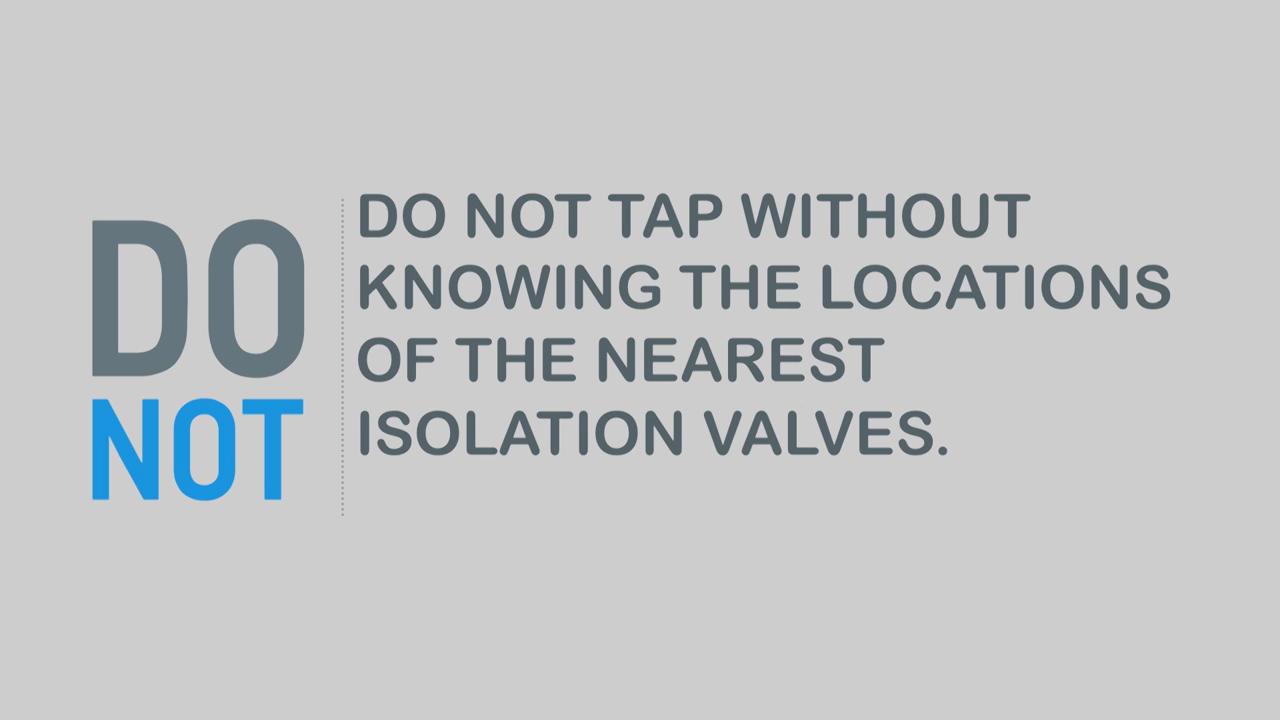 DO
NOT
DO NOT TAP WITHOUT
KNOWING THE LOCATIONS
OF THE NEAREST
ISOLATION VALVES.